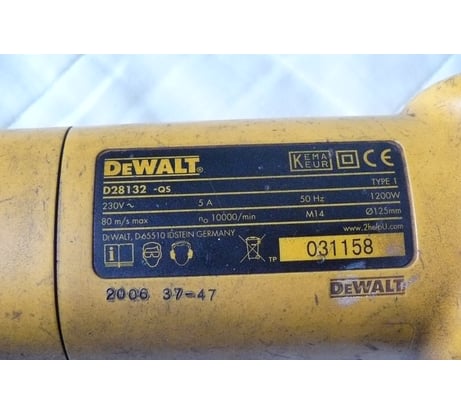 DEWALT®
KEMA KEUR CE
D28132 -QS TYPE 1
230V~ 5 A 50 Hz 1200W
80 m/s max n₀ 10000/min M14 Ø125mm
DEWALT, D-65510 IDSTEIN GERMANY www.2helpU.com
TP 031158
2006 37-47
DEWALT